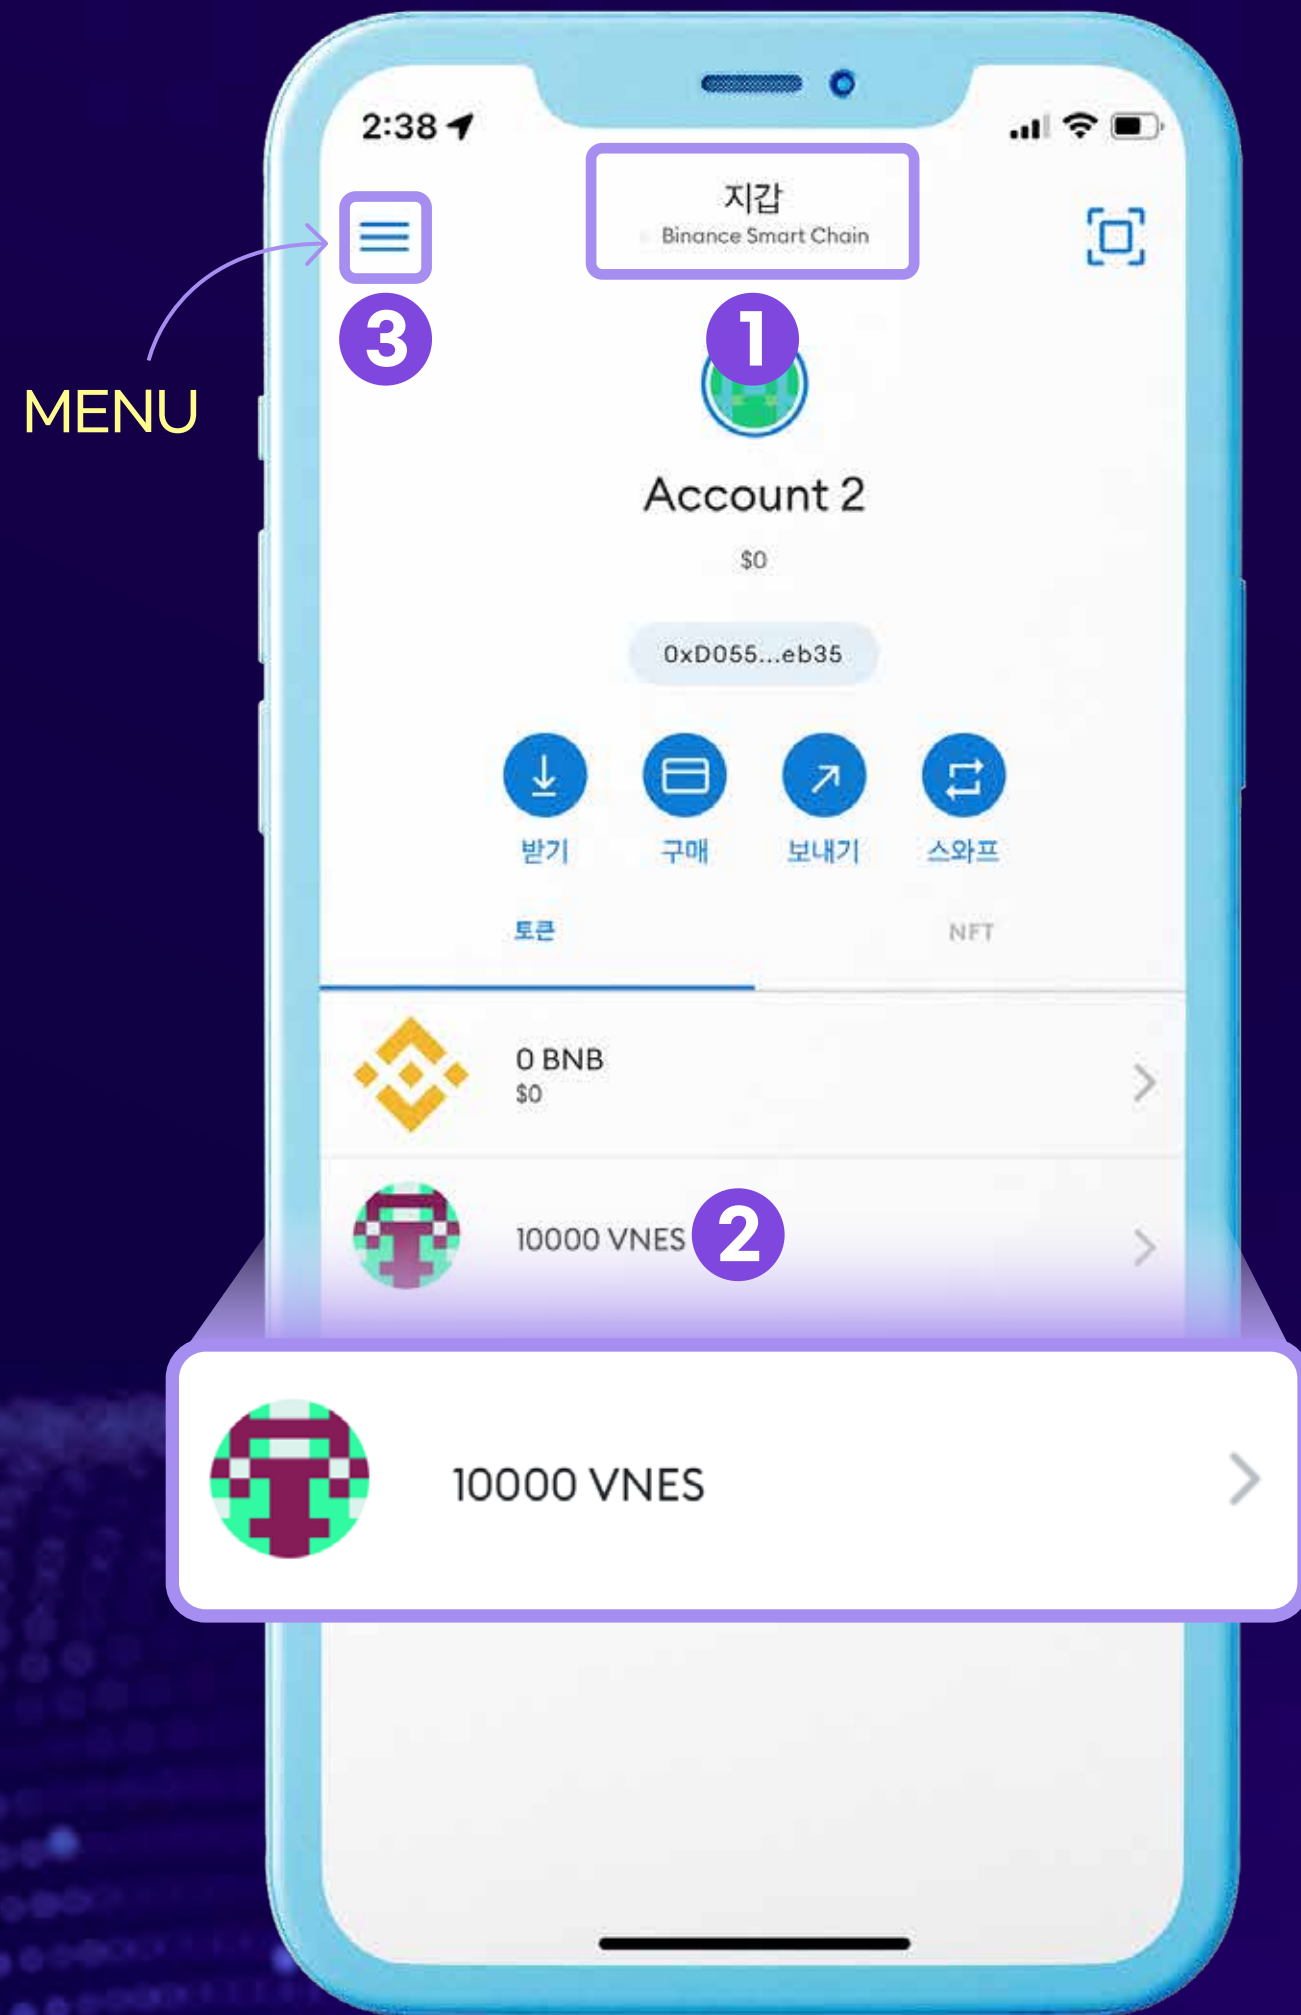 2:38
지갑
Binance Smart Chain
3
1
MENU
Account 2
$0
0xD055...eb35
받기
구매
보내기
스와프
토큰
NFT
0 BNB
$0
10000 VNES
2
10000 VNES